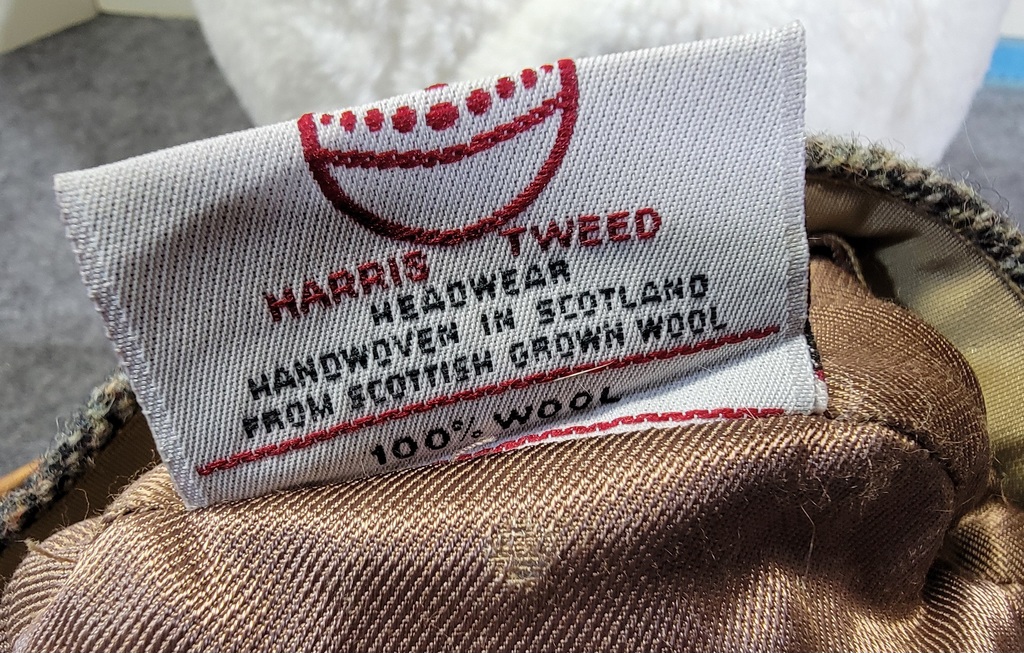 HARRIS TWEED
HEADWEAR
HANDWOVEN IN SCOTLAND
FROM SCOTTISH GROWN WOOL
100% WOOL